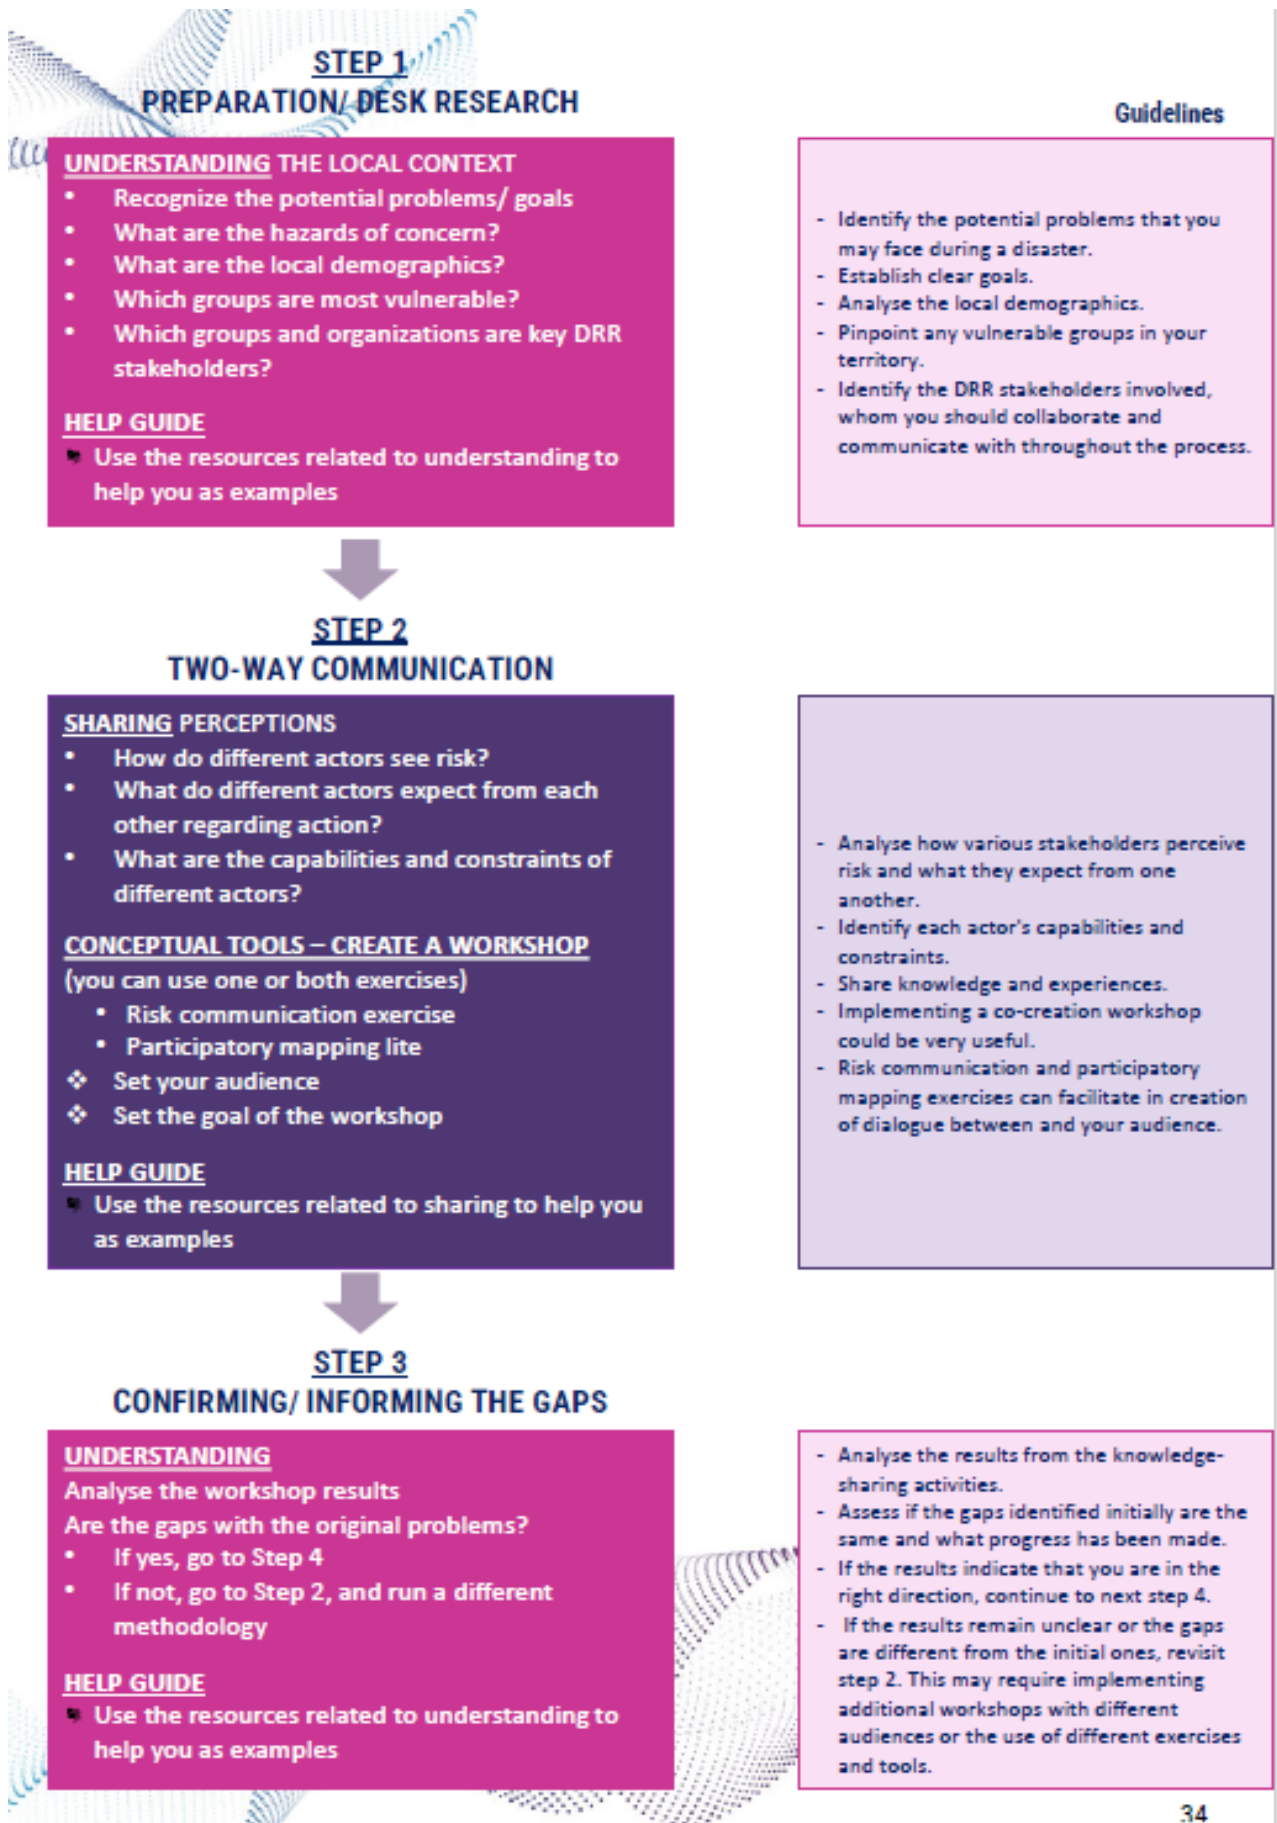 STEP 1
PREPARATION/ DESK RESEARCH
Guidelines
UNDERSTANDING THE LOCAL CONTEXT
• Recognize the potential problems/ goals
• What are the hazards of concern?
• What are the local demographics?
• Which groups are most vulnerable?
• Which groups and organizations are key DRR
stakeholders?
HELP GUIDE
Use the resources related to understanding to
help you as examples
- Identify the potential problems that you
may face during a disaster.
- Establish clear goals.
- Analyse the local demographics.
- Pinpoint any vulnerable groups in your
territory.
- Identify the DRR stakeholders involved,
whom you should collaborate and
communicate with throughout the process.
STEP 2
TWO-WAY COMMUNICATION
SHARING PERCEPTIONS
• How do different actors see risk?
• What do different actors expect from each
other regarding action?
• What are the capabilities and constraints of
different actors?
CONCEPTUAL TOOLS – CREATE A WORKSHOP
(you can use one or both exercises)
• Risk communication exercise
• Participatory mapping lite
❖ Set your audience
❖ Set the goal of the workshop
HELP GUIDE
Use the resources related to sharing to help you
as examples
- Analyse how various stakeholders perceive
risk and what they expect from one
another.
- Identify each actor's capabilities and
constraints.
- Share knowledge and experiences.
- Implementing a co-creation workshop
could be very useful.
- Risk communication and participatory
mapping exercises can facilitate in creation
of dialogue between and your audience.
STEP 3
CONFIRMING/ INFORMING THE GAPS
UNDERSTANDING
Analyse the workshop results
Are the gaps with the original problems?
• If yes, go to Step 4
• If not, go to Step 2, and run a different
methodology
HELP GUIDE
Use the resources related to understanding to
help you as examples
- Analyse the results from the knowledge-
sharing activities.
- Assess if the gaps identified initially are the
same and what progress has been made.
- If the results indicate that you are in the
right direction, continue to next step 4.
- If the results remain unclear or the gaps
are different from the initial ones, revisit
step 2. This may require implementing
additional workshops with different
audiences or the use of different exercises
and tools.
34